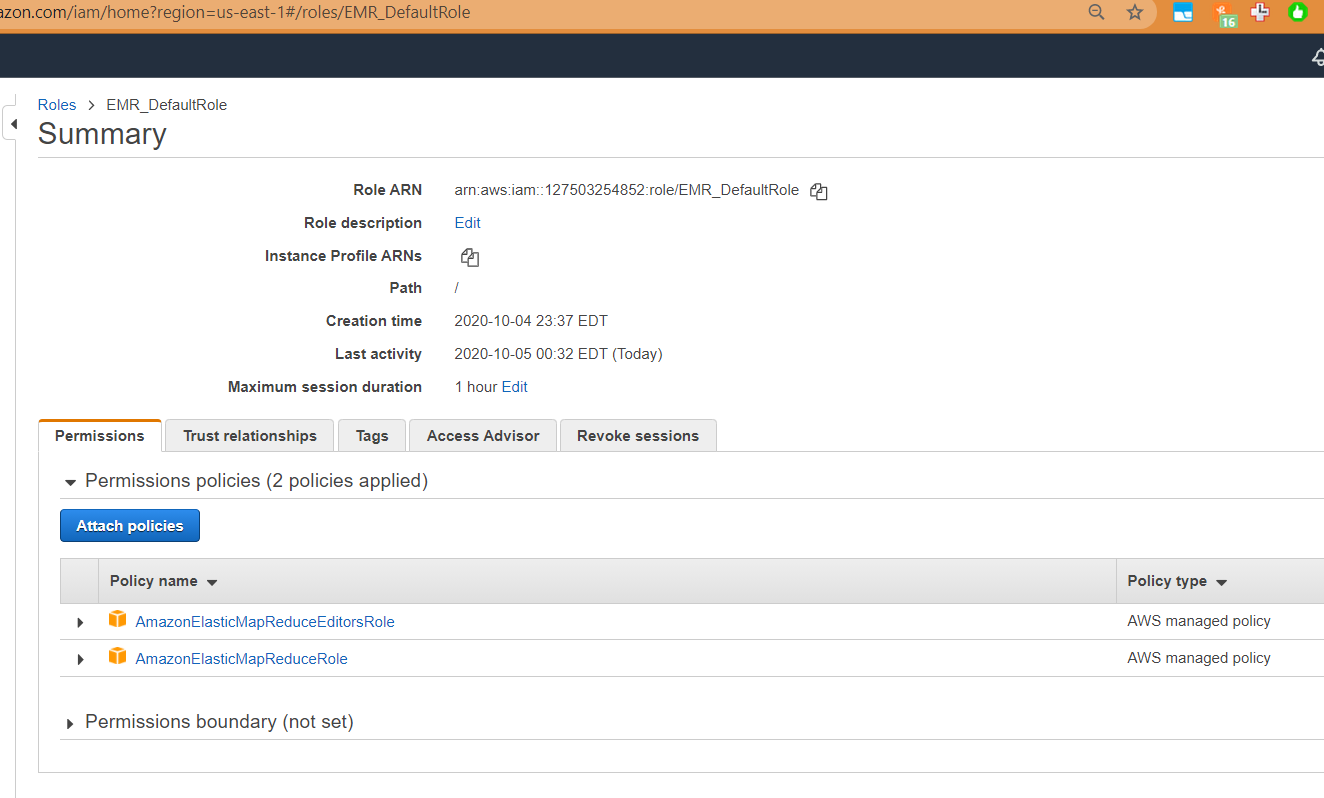 azon.com/iam/home?region=us-east-1#/roles/EMR_DefaultRole
16
Roles > EMR_DefaultRole
Summary
Role ARN arn:aws:iam::127503254852:role/EMR_DefaultRole
Role description Edit
Instance Profile ARNs
Path /
Creation time 2020-10-04 23:37 EDT
Last activity 2020-10-05 00:32 EDT (Today)
Maximum session duration 1 hour Edit
Permissions Trust relationships Tags Access Advisor Revoke sessions
Permissions policies (2 policies applied)
Attach policies
Policy name Policy type
AmazonElasticMapReduceEditorsRole AWS managed policy
AmazonElasticMapReduceRole AWS managed policy
Permissions boundary (not set)